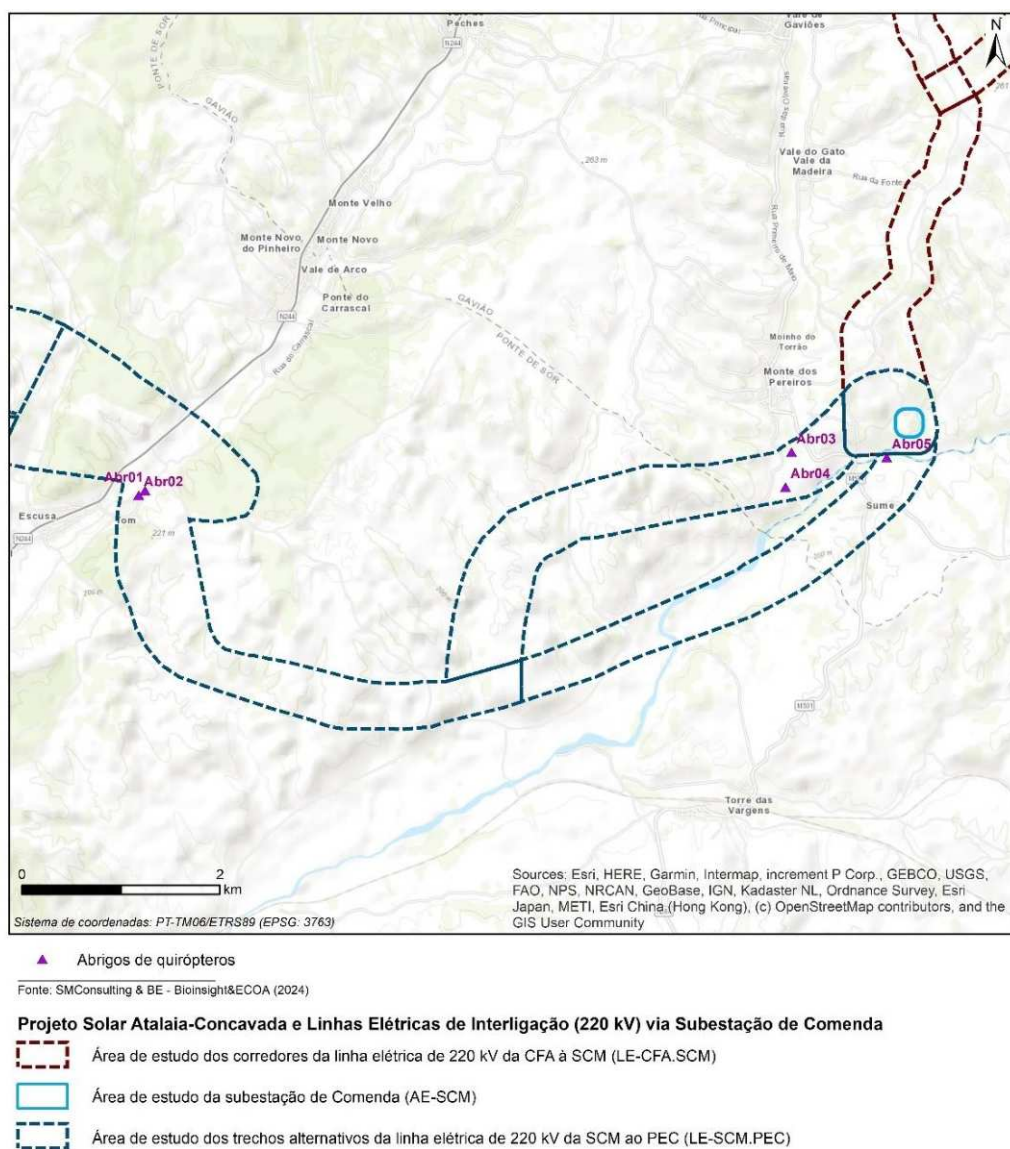 Peches
N244
Vale de
Gaviões
N
PONTE DE SOR
GAVIÃO
263 m
261
Vale do Gato
Vale da
Madeira
Rua da Fonte
Rua Primeiro de Maio
Monte Velho
Monte Novo
do Pinheiro
Monte Novo
Vale de Arco
Ponte do
Carrascal
N244
Rua do Carrascal
GAVIÃO
PONTE DE SOR
Moinho do
Torrão
Monte dos
Pereiros
Abr03
Abr05
Abr04
Abr01
Abr02
Escusa
Tom
N244
221 m
Sume
M531
Torre das
Vargens
0 2
km
Sistema de coordenadas: PT-TM06/ETRS89 (EPSG: 3763)
Sources: Esri, HERE, Garmin, Intermap, increment P Corp., GEBCO, USGS,
FAO, NPS, NRCAN, GeoBase, IGN, Kadaster NL, Ordnance Survey, Esri
Japan, METI, Esri China (Hong Kong), (c) OpenStreetMap contributors, and the
GIS User Community
Abrigos de quirópteros
Fonte: SMConsulting & BE - Bioinsight&ECOA (2024)
Projeto Solar Atalaia-Concavada e Linhas Elétricas de Interligação (220 kV) via Subestação de Comenda
Área de estudo dos corredores da linha elétrica de 220 kV da CFA à SCM (LE-CFA.SCM)
Área de estudo da subestação de Comenda (AE-SCM)
Área de estudo dos trechos alternativos da linha elétrica de 220 kV da SCM ao PEC (LE-SCM.PEC)